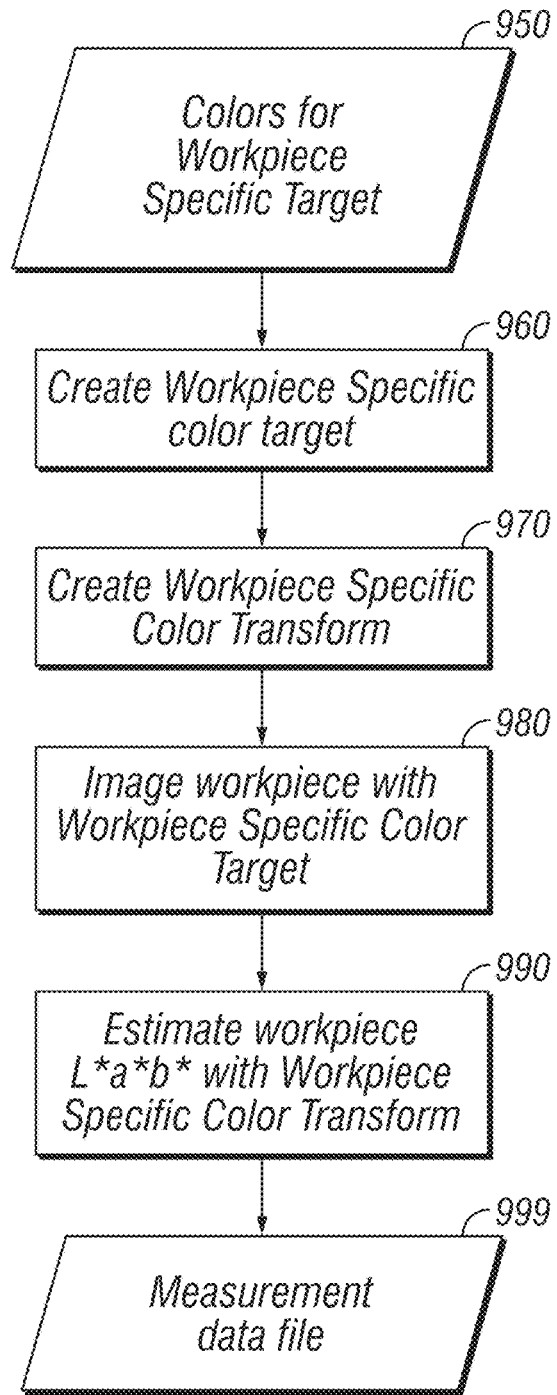 950
Colors for
Workpiece
Specific Target
960
Create Workpiece Specific
color target
970
Create Workpiece Specific
Color Transform
980
Image workpiece with
Workpiece Specific Color
Target
990
Estimate workpiece
L*a*b* with Workpiece
Specific Color Transform
999
Measurement
data file